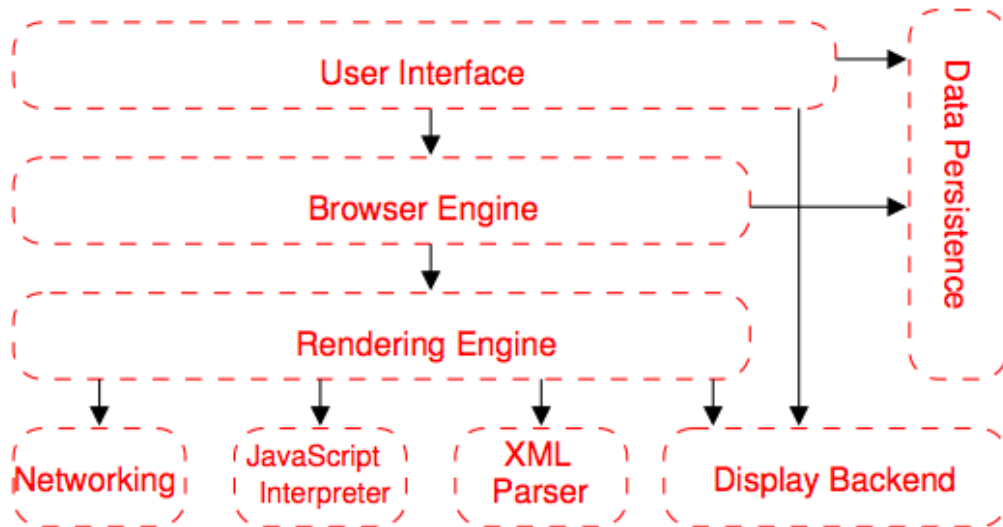 User Interface
Data Persistence
Browser Engine
Rendering Engine
Networking
JavaScript
Interpreter
XML
Parser
Display Backend